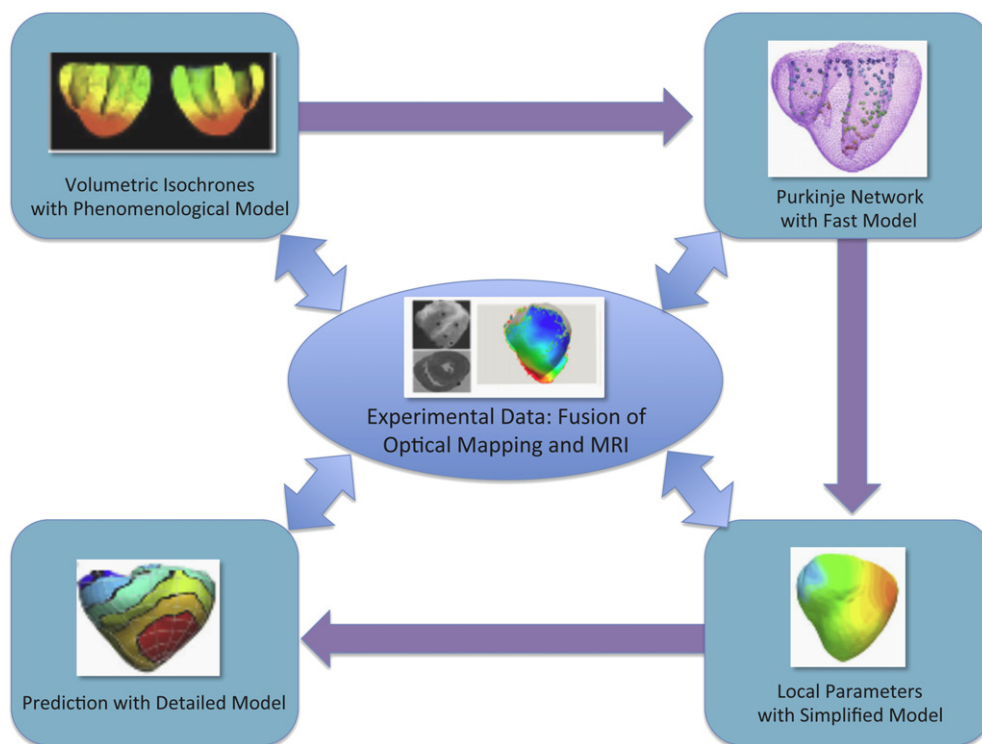 Volumetric Isochrones
with Phenomenological Model
Purkinje Network
with Fast Model
Experimental Data: Fusion of
Optical Mapping and MRI
Prediction with Detailed Model
Local Parameters
with Simplified Model